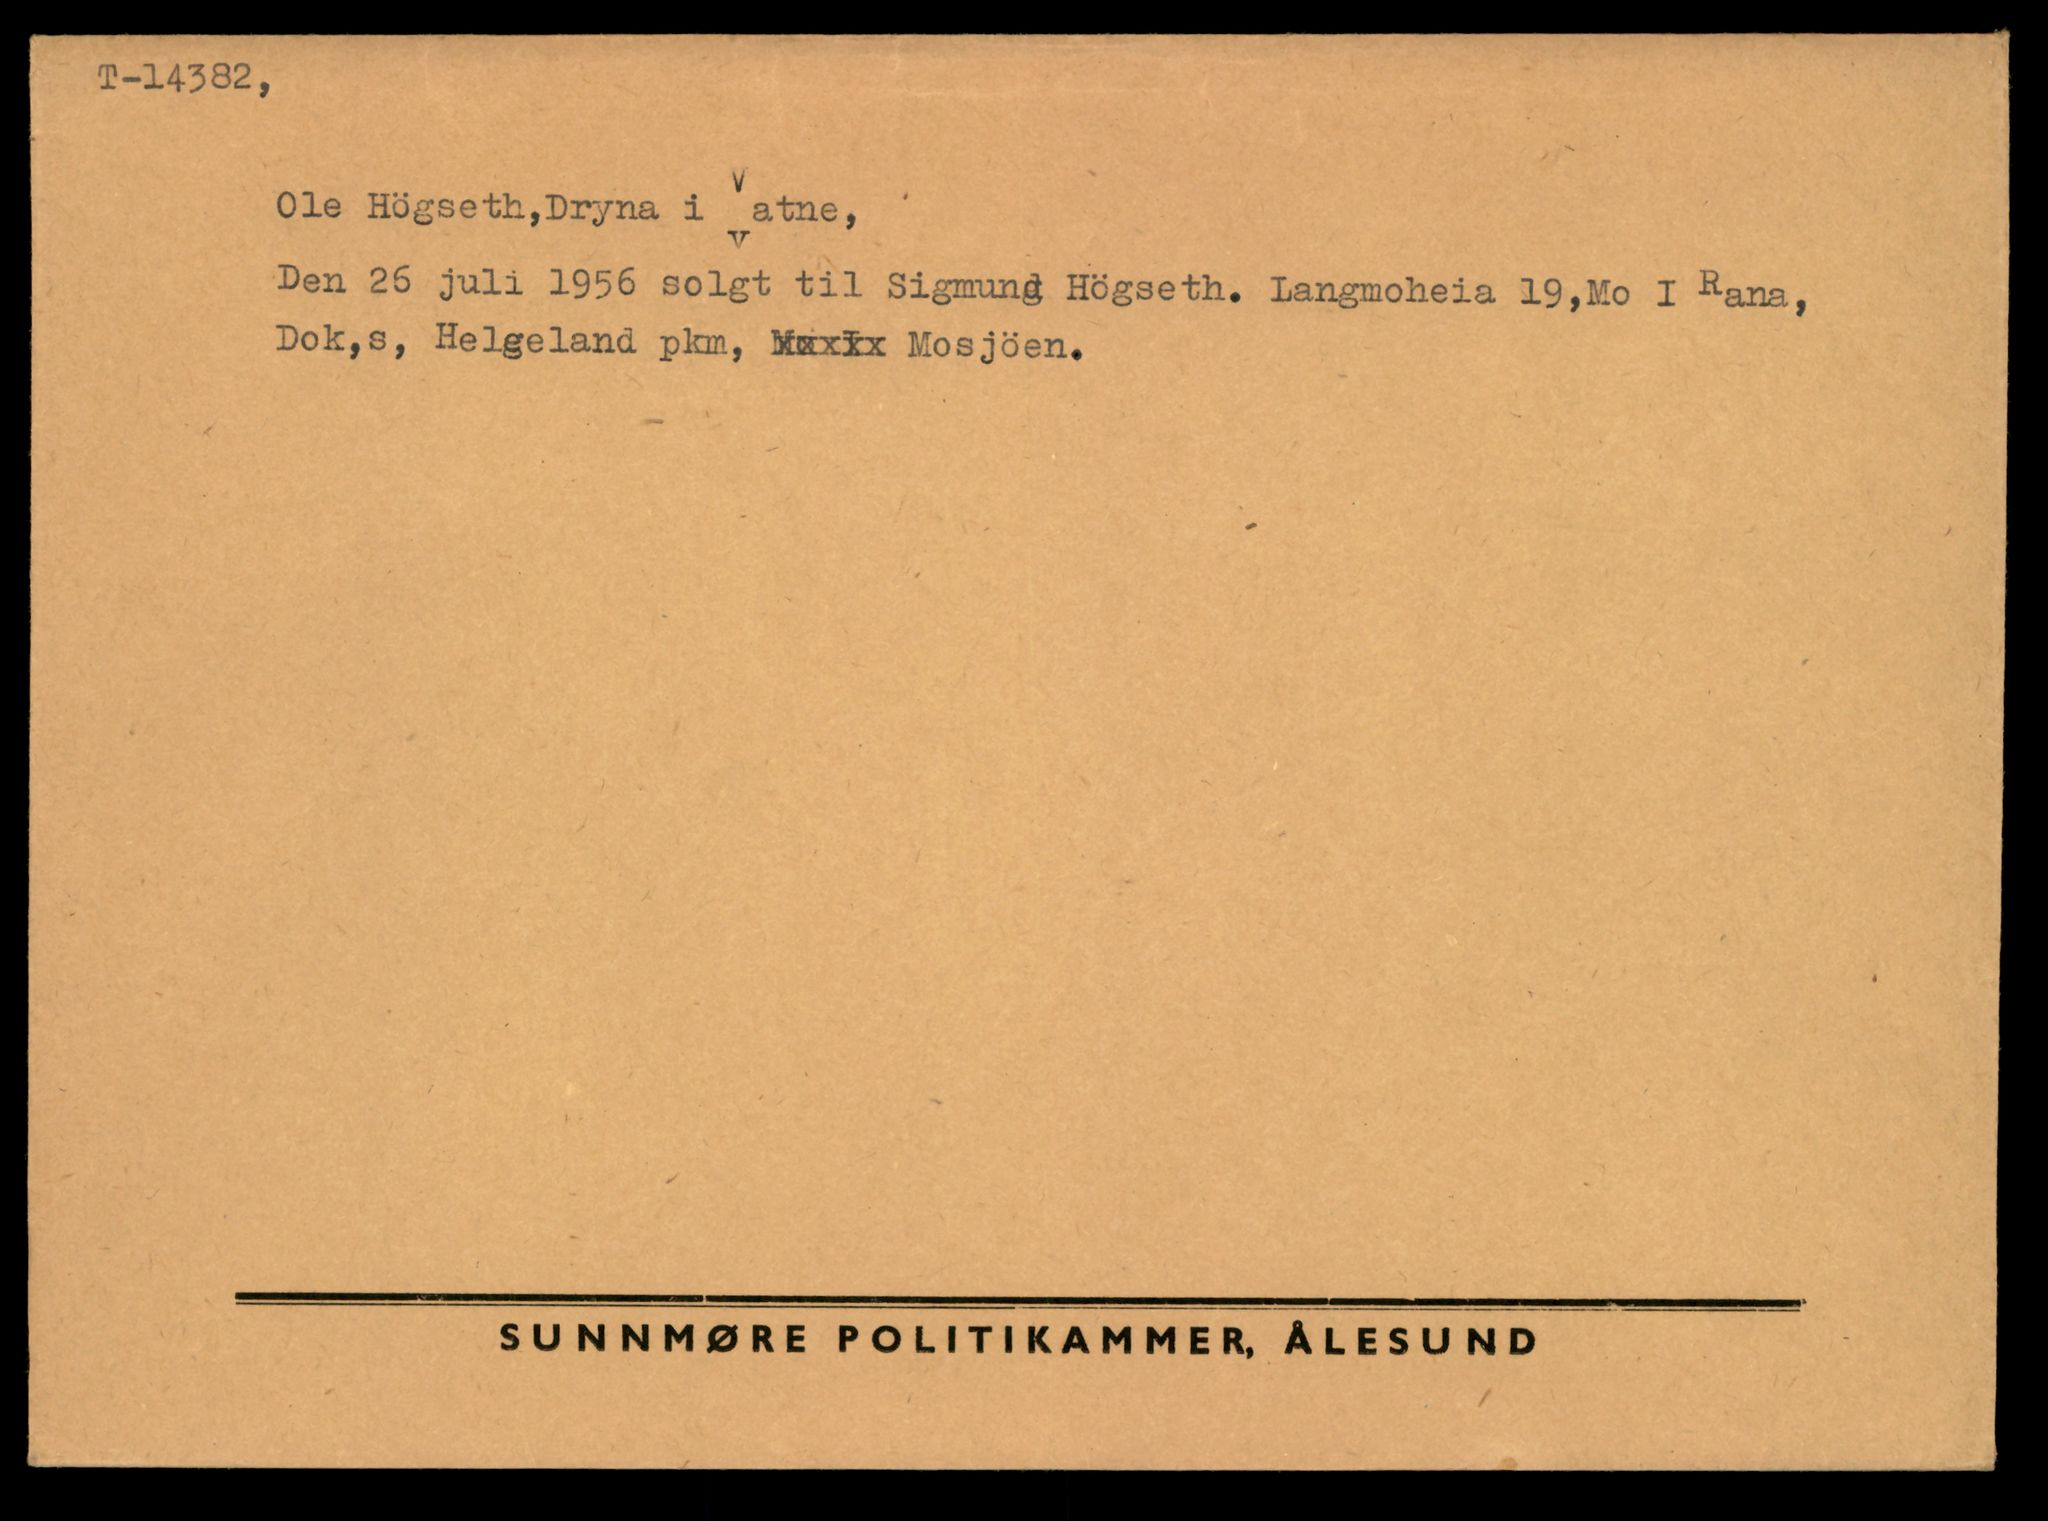 T-14382,
Ole Högseth,Dryna i Vatne,
Den 26 juli 1956 solgt til Sigmund Högseth. Langmoheia 19,Mo I Rana,
Dok,s, Helgeland pkm, Mosjöen.
SUNNMØRE POLITIKAMMER, ÅLESUND